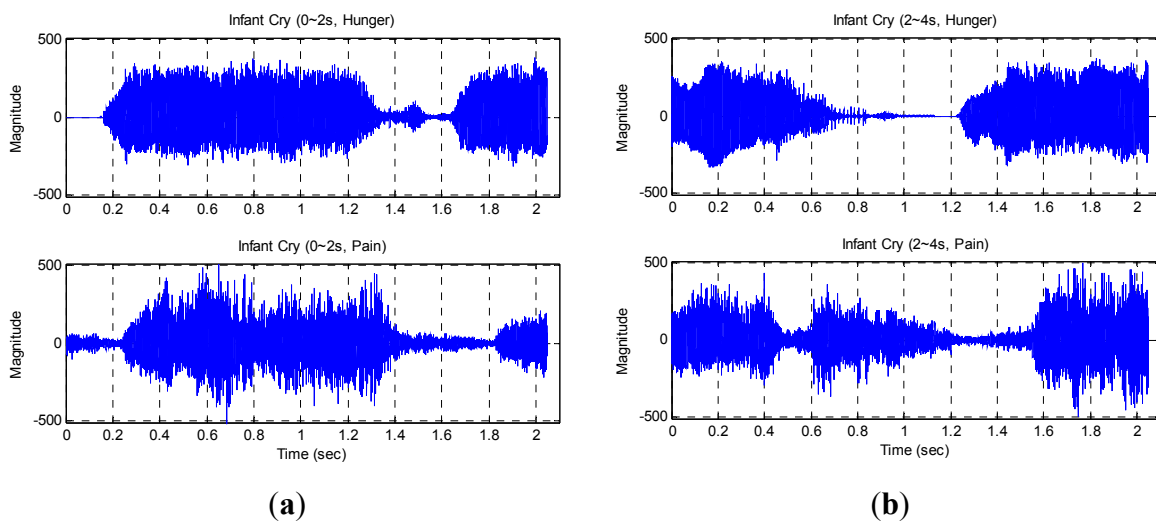 Infant Cry (0~2s, Hunger)
500
0
-500
Magnitude
0 0.2 0.4 0.6 0.8 1 1.2 1.4 1.6 1.8 2
Infant Cry (0~2s, Pain)
500
0
-500
Magnitude
0 0.2 0.4 0.6 0.8 1 1.2 1.4 1.6 1.8 2
Time (sec)
(a)
Infant Cry (2~4s, Hunger)
500
0
-500
Magnitude
0 0.2 0.4 0.6 0.8 1 1.2 1.4 1.6 1.8 2
Infant Cry (2~4s, Pain)
500
0
-500
Magnitude
0 0.2 0.4 0.6 0.8 1 1.2 1.4 1.6 1.8 2
Time (sec)
(b)